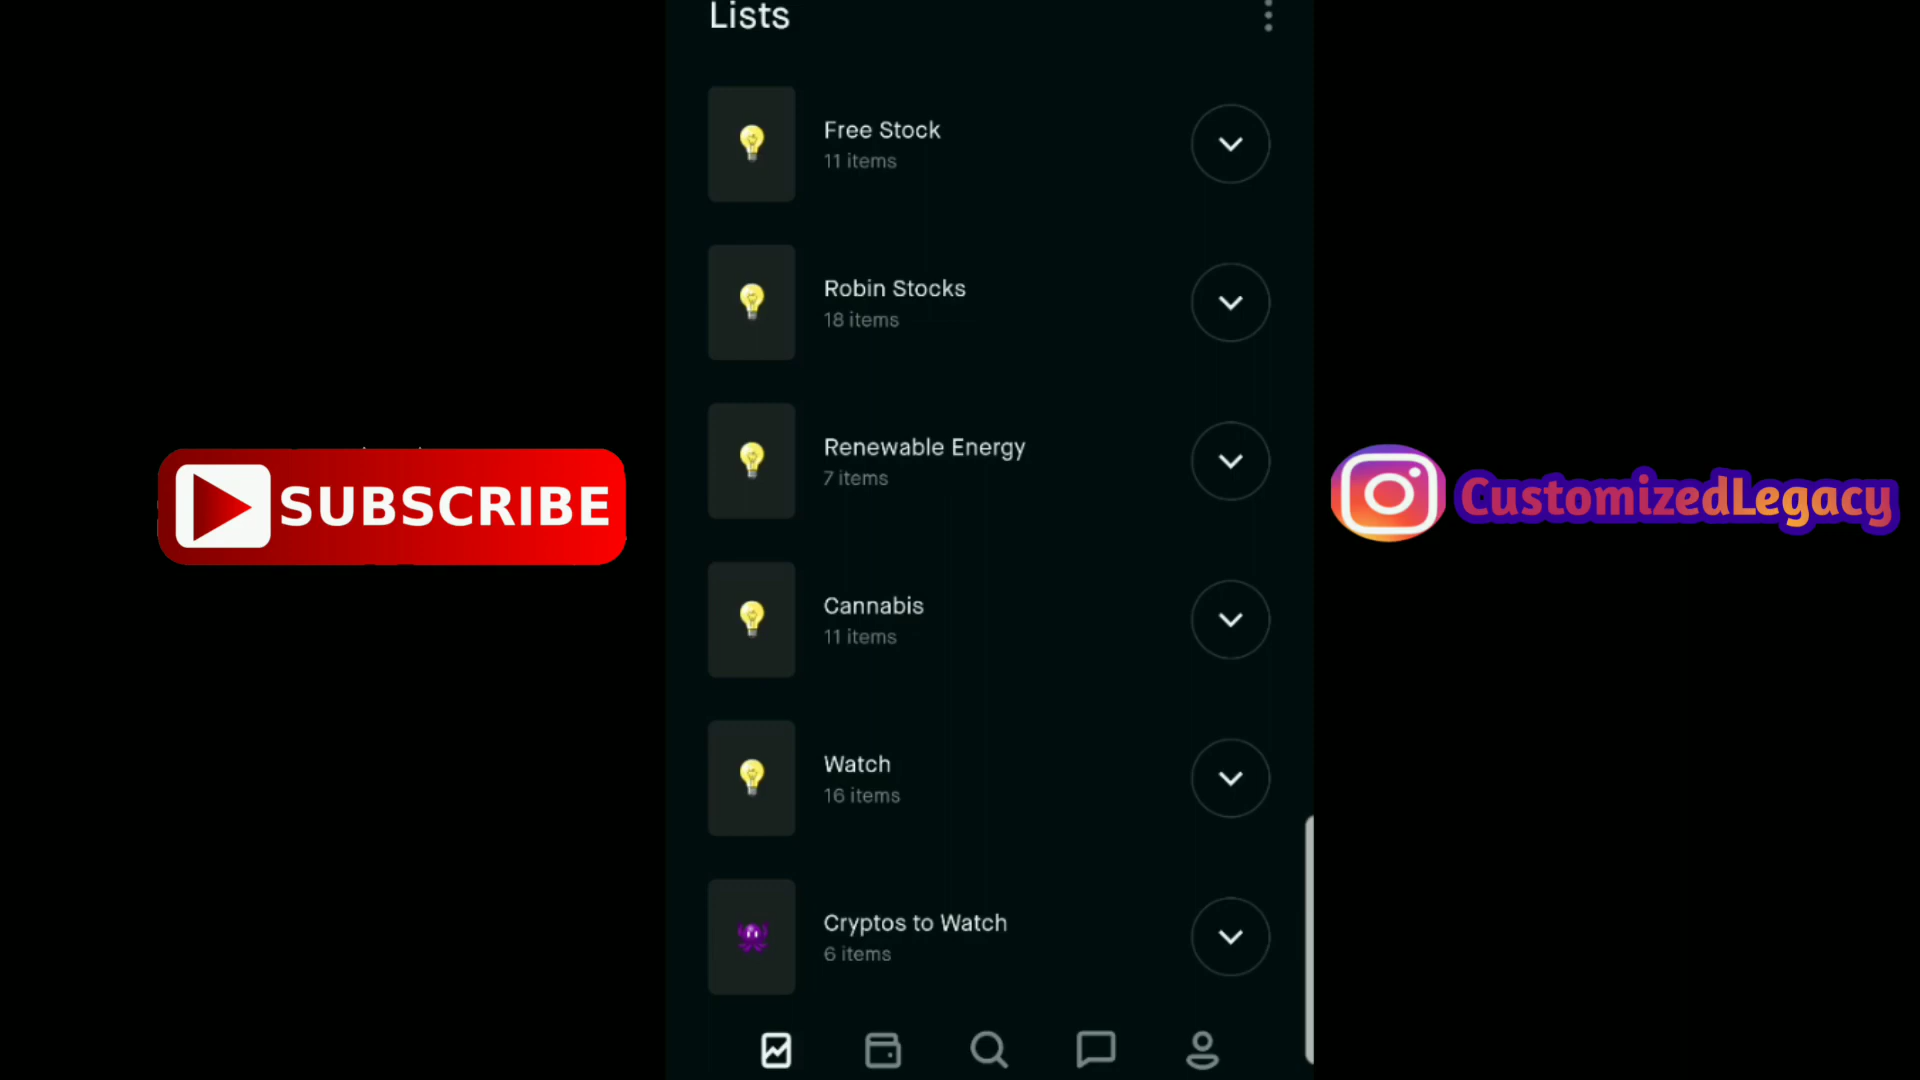 Lists
Free Stock
11 items
Robin Stocks
18 items
Renewable Energy
7 items
Cannabis
11 items
Watch
16 items
Cryptos to Watch
6 items
SUBSCRIBE
CustomizedLegacy